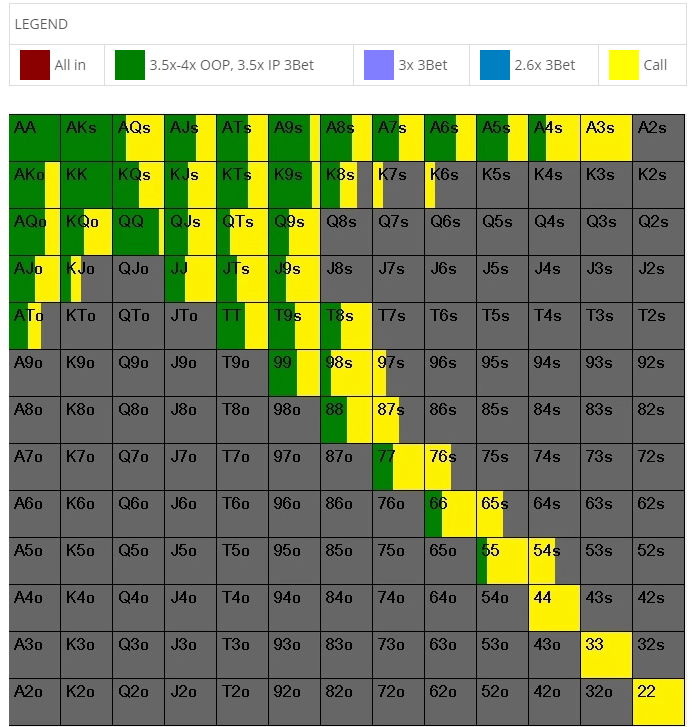 LEGEND
All in 3.5x-4x OOP, 3.5x IP 3Bet 3x 3Bet 2.6x 3Bet Call
AA AKs AQs AJs ATs A9s A8s A7s A6s A5s A4s A3s A2s
AKo KK KQs KJs KTs K9s K8s K7s K6s K5s K4s K3s K2s
AQo KQo QQ QJs QTs Q9s Q8s Q7s Q6s Q5s Q4s Q3s Q2s
AJo KJo QJo JJ JTs J9s J8s J7s J6s J5s J4s J3s J2s
ATo KTo QTo JTo TT T9s T8s T7s T6s T5s T4s T3s T2s
A9o K9o Q9o J9o T9o 99 98s 97s 96s 95s 94s 93s 92s
A8o K8o Q8o J8o T8o 98o 88 87s 86s 85s 84s 83s 82s
A7o K7o Q7o J7o T7o 97o 87o 77 76s 75s 74s 73s 72s
A6o K6o Q6o J6o T6o 96o 86o 76o 66 65s 64s 63s 62s
A5o K5o Q5o J5o T5o 95o 85o 75o 65o 55 54s 53s 52s
A4o K4o Q4o J4o T4o 94o 84o 74o 64o 54o 44 43s 42s
A3o K3o Q3o J3o T3o 93o 83o 73o 63o 53o 43o 33 32s
A2o K2o Q2o J2o T2o 92o 82o 72o 62o 52o 42o 32o 22